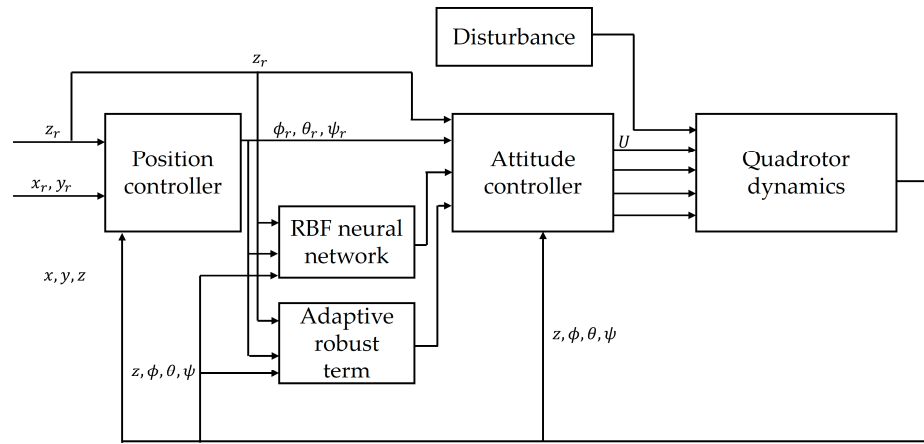 Disturbance
z_r
z_r
ϕ_r, θ_r, ψ_r
Position
controller
Attitude
controller
U
Quadrotor
dynamics
x_r, y_r
RBF neural
network
x, y, z
Adaptive
robust
term
z, ϕ, θ, ψ
z, ϕ, θ, ψ